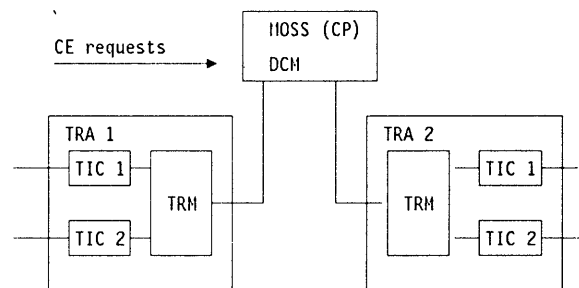 MOSS (CP)
CE requests
DCM
TRA 1
TRA 2
TIC 1
TIC 1
TRM
TRM
TIC 2
TIC 2